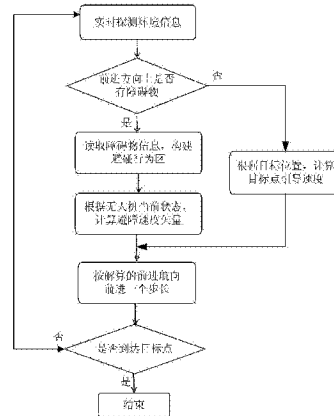 实时探测环境信息
前进方向上是否
有障碍物
否
是
读取障碍物信息，构建
避碰行为区
根据目标位置，计算
目标点引导速度
根据无人机当前状态，
计算避障速度矢量
按解算的前进航向
前进一个步长
否
是否到达目标点
是
结束